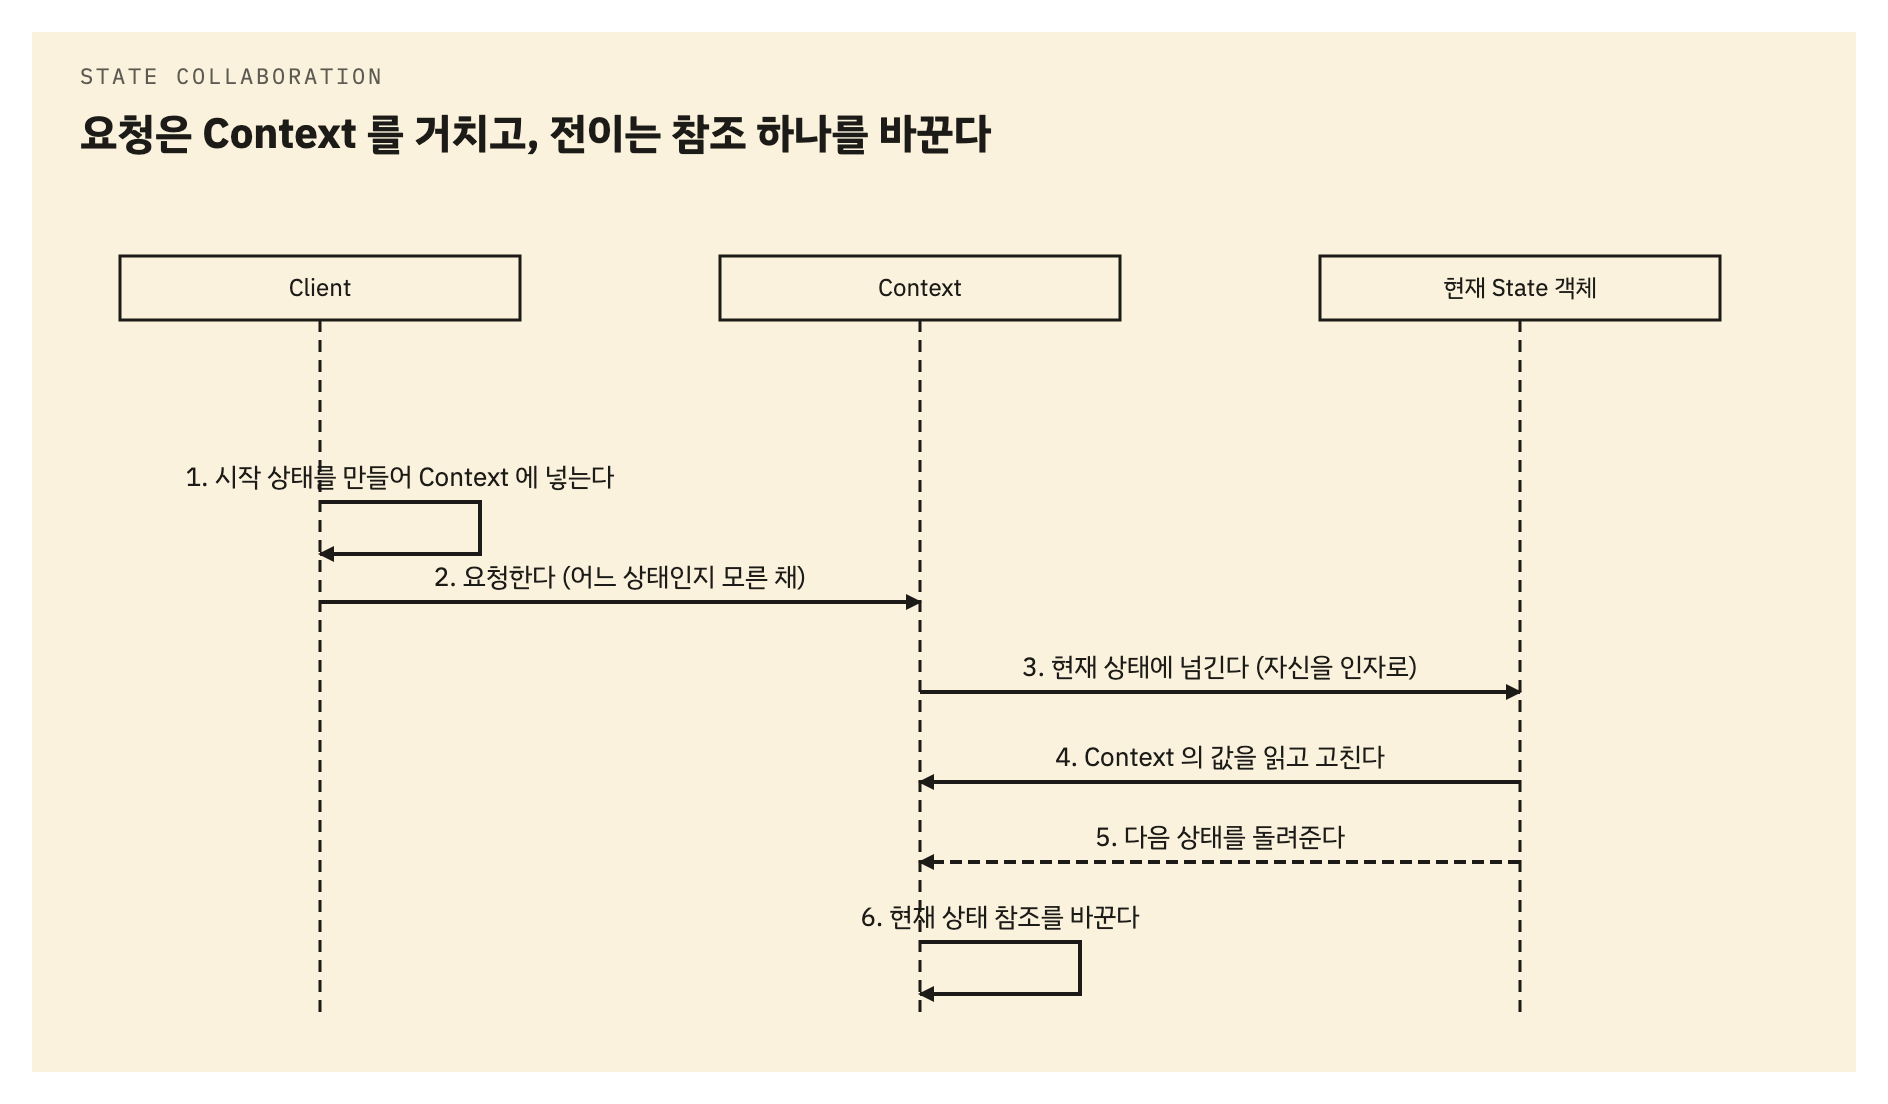 STATE COLLABORATION
요청은 Context 를 거치고, 전이는 참조 하나를 바꾼다
Client
Context
현재 State 객체
1. 시작 상태를 만들어 Context 에 넣는다
2. 요청한다 (어느 상태인지 모른 채)
3. 현재 상태에 넘긴다 (자신을 인자로)
4. Context 의 값을 읽고 고친다
5. 다음 상태를 돌려준다
6. 현재 상태 참조를 바꾼다